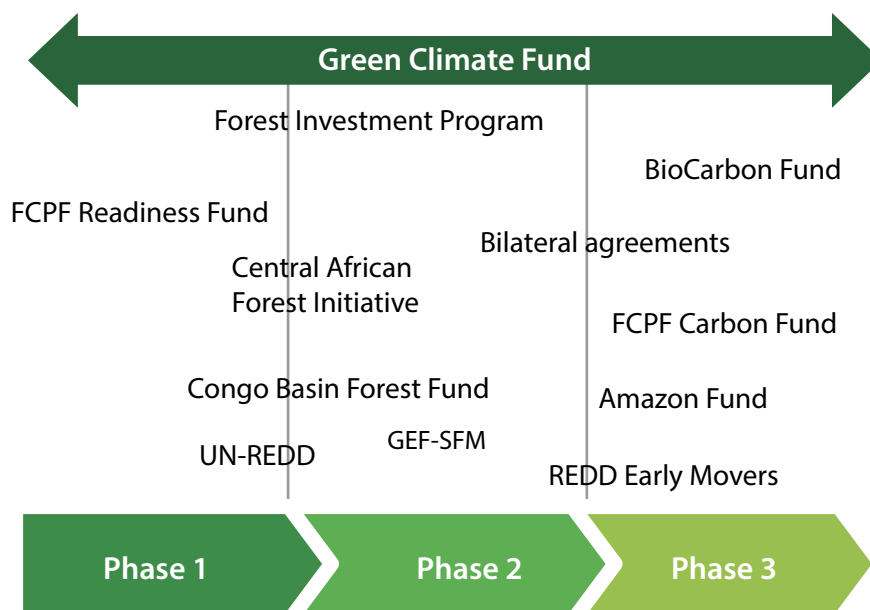 Green Climate Fund
Forest Investment Program
BioCarbon Fund
FCPF Readiness Fund
Bilateral agreements
Central African
Forest Initiative
FCPF Carbon Fund
Congo Basin Forest Fund
Amazon Fund
GEF-SFM
UN-REDD
REDD Early Movers
Phase 1
Phase 2
Phase 3